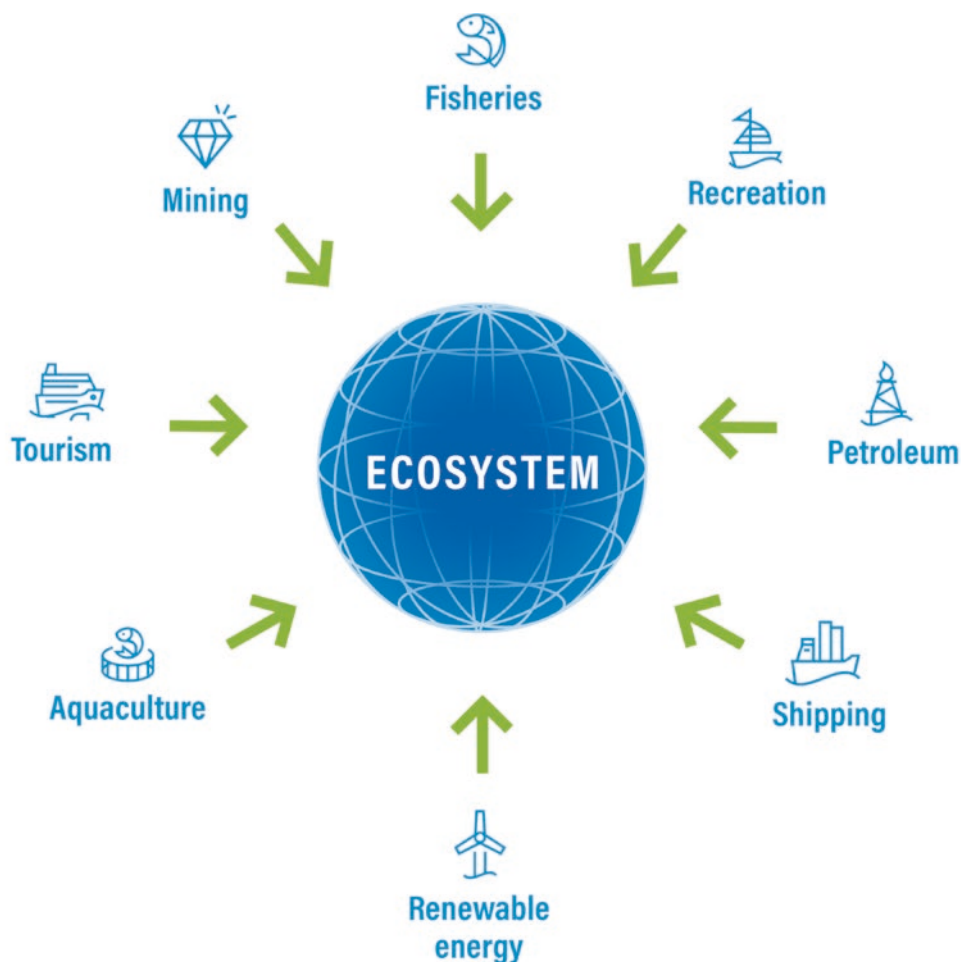 Fisheries
Mining
Recreation
Tourism
ECOSYSTEM
Petroleum
Aquaculture
Shipping
Renewable
energy